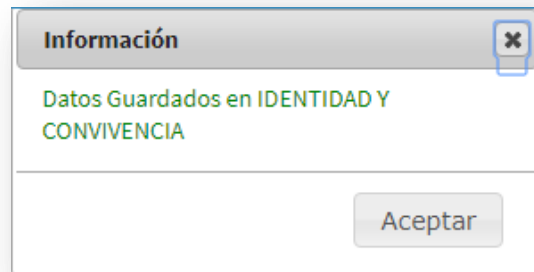 Información
Datos Guardados en IDENTIDAD Y
CONVIVENCIA
Aceptar